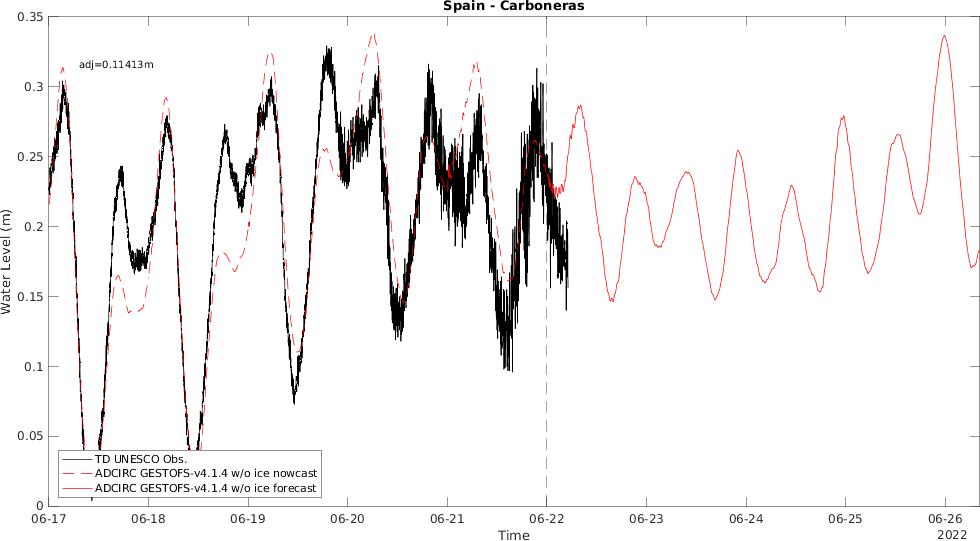 Spain - Carboneras
adj=0.11413m
0.35
0.3
0.25
0.2
0.15
0.1
0.05
0
Water Level (m)
TD UNESCO Obs.
ADCIRC GESTOFS-v4.1.4 w/o ice nowcast
ADCIRC GESTOFS-v4.1.4 w/o ice forecast
06-17 06-18 06-19 06-20 06-21 06-22 06-23 06-24 06-25 06-26
Time
2022